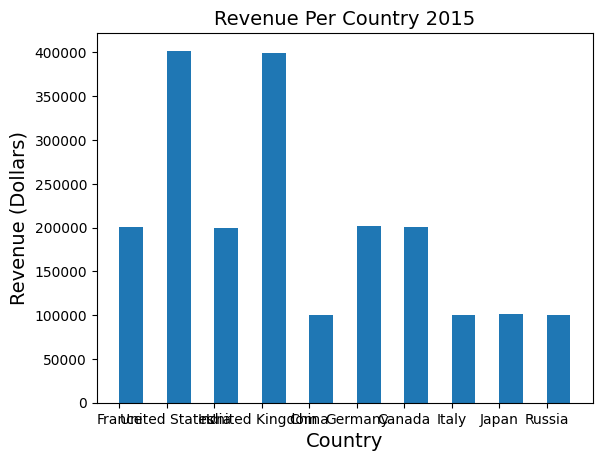 Revenue Per Country 2015
Revenue (Dollars)
400000
350000
300000
250000
200000
150000
100000
50000
0
France United States India United Kingdom China Germany Canada Italy Japan Russia
Country